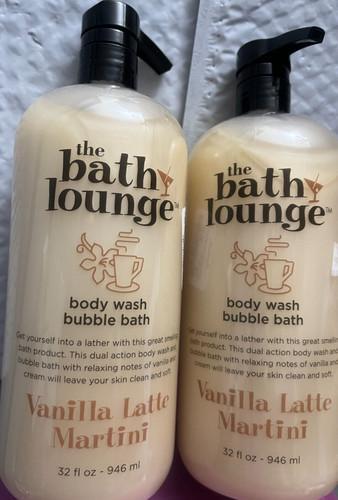 the
bath
lounge™
body wash
bubble bath
Get yourself into a lather with this great smelling
bath product. This dual action body wash and
bubble bath with relaxing notes of vanilla and
cream will leave your skin clean and soft.
Vanilla Latte
Martini
32 fl oz - 946 ml
the
bath
lounge™
body wash
bubble bath
Get yourself into a lather with this great smelling
bath product. This dual action body wash and
bubble bath with relaxing notes of vanilla and
cream will leave your skin clean and soft.
Vanilla Latte
Martini
32 fl oz - 946 ml